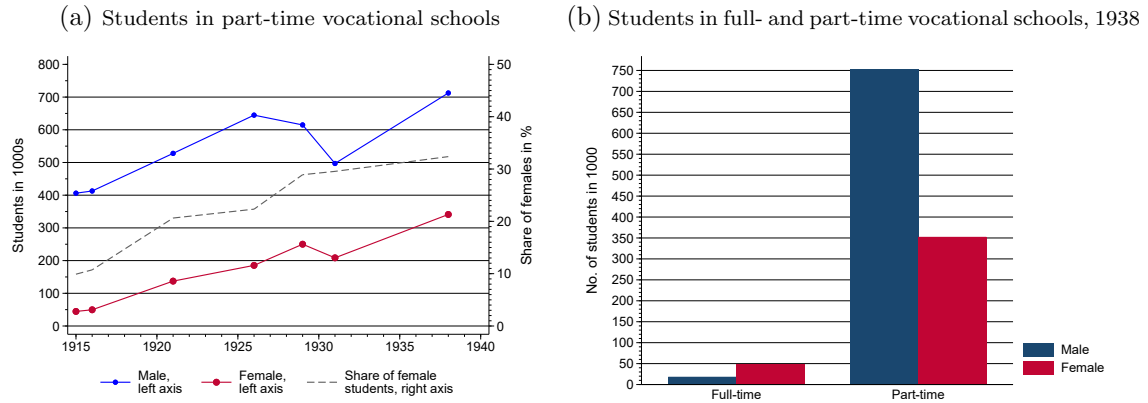 (a) Students in part-time vocational schools
800
700
600
500
400
300
200
100
0
Students in 1000s
50
40
30
20
10
0
Share of females in %
1915
1920
1925
1930
1935
1940
Male,
left axis
Female,
left axis
Share of female
students, right axis
(b) Students in full- and part-time vocational schools, 1938
750
700
650
600
550
500
450
400
350
300
250
200
150
100
50
0
No. of students in 1000
Full-time
Part-time
Male
Female